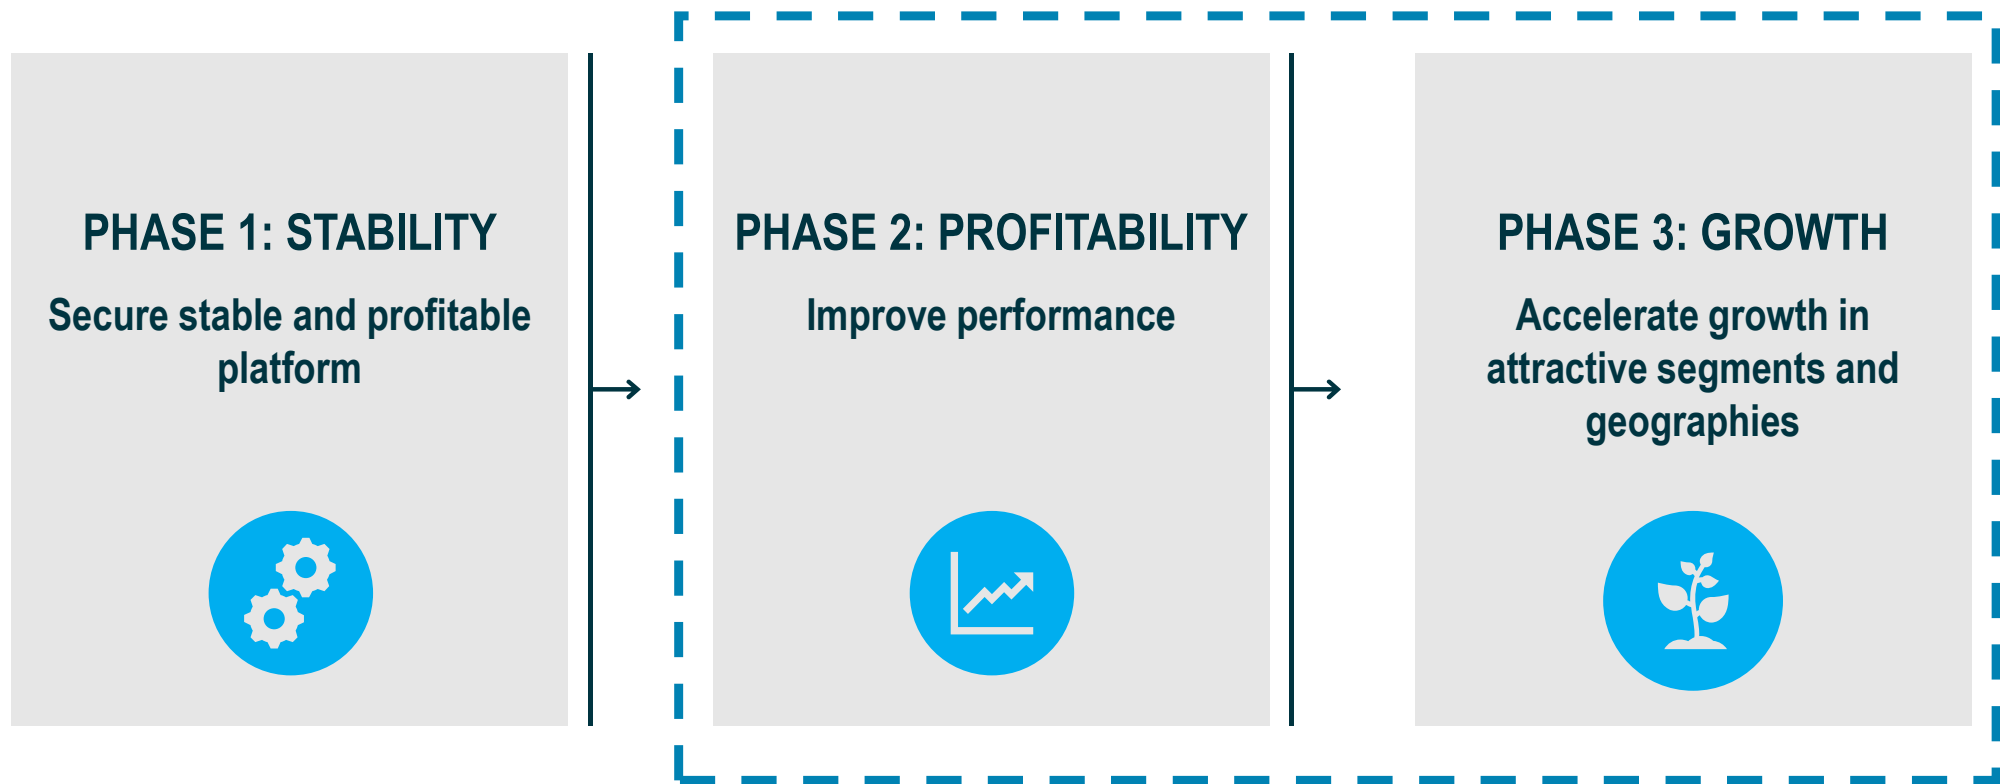 PHASE 1: STABILITY
Secure stable and profitable
platform
PHASE 2: PROFITABILITY
Improve performance
PHASE 3: GROWTH
Accelerate growth in
attractive segments and
geographies